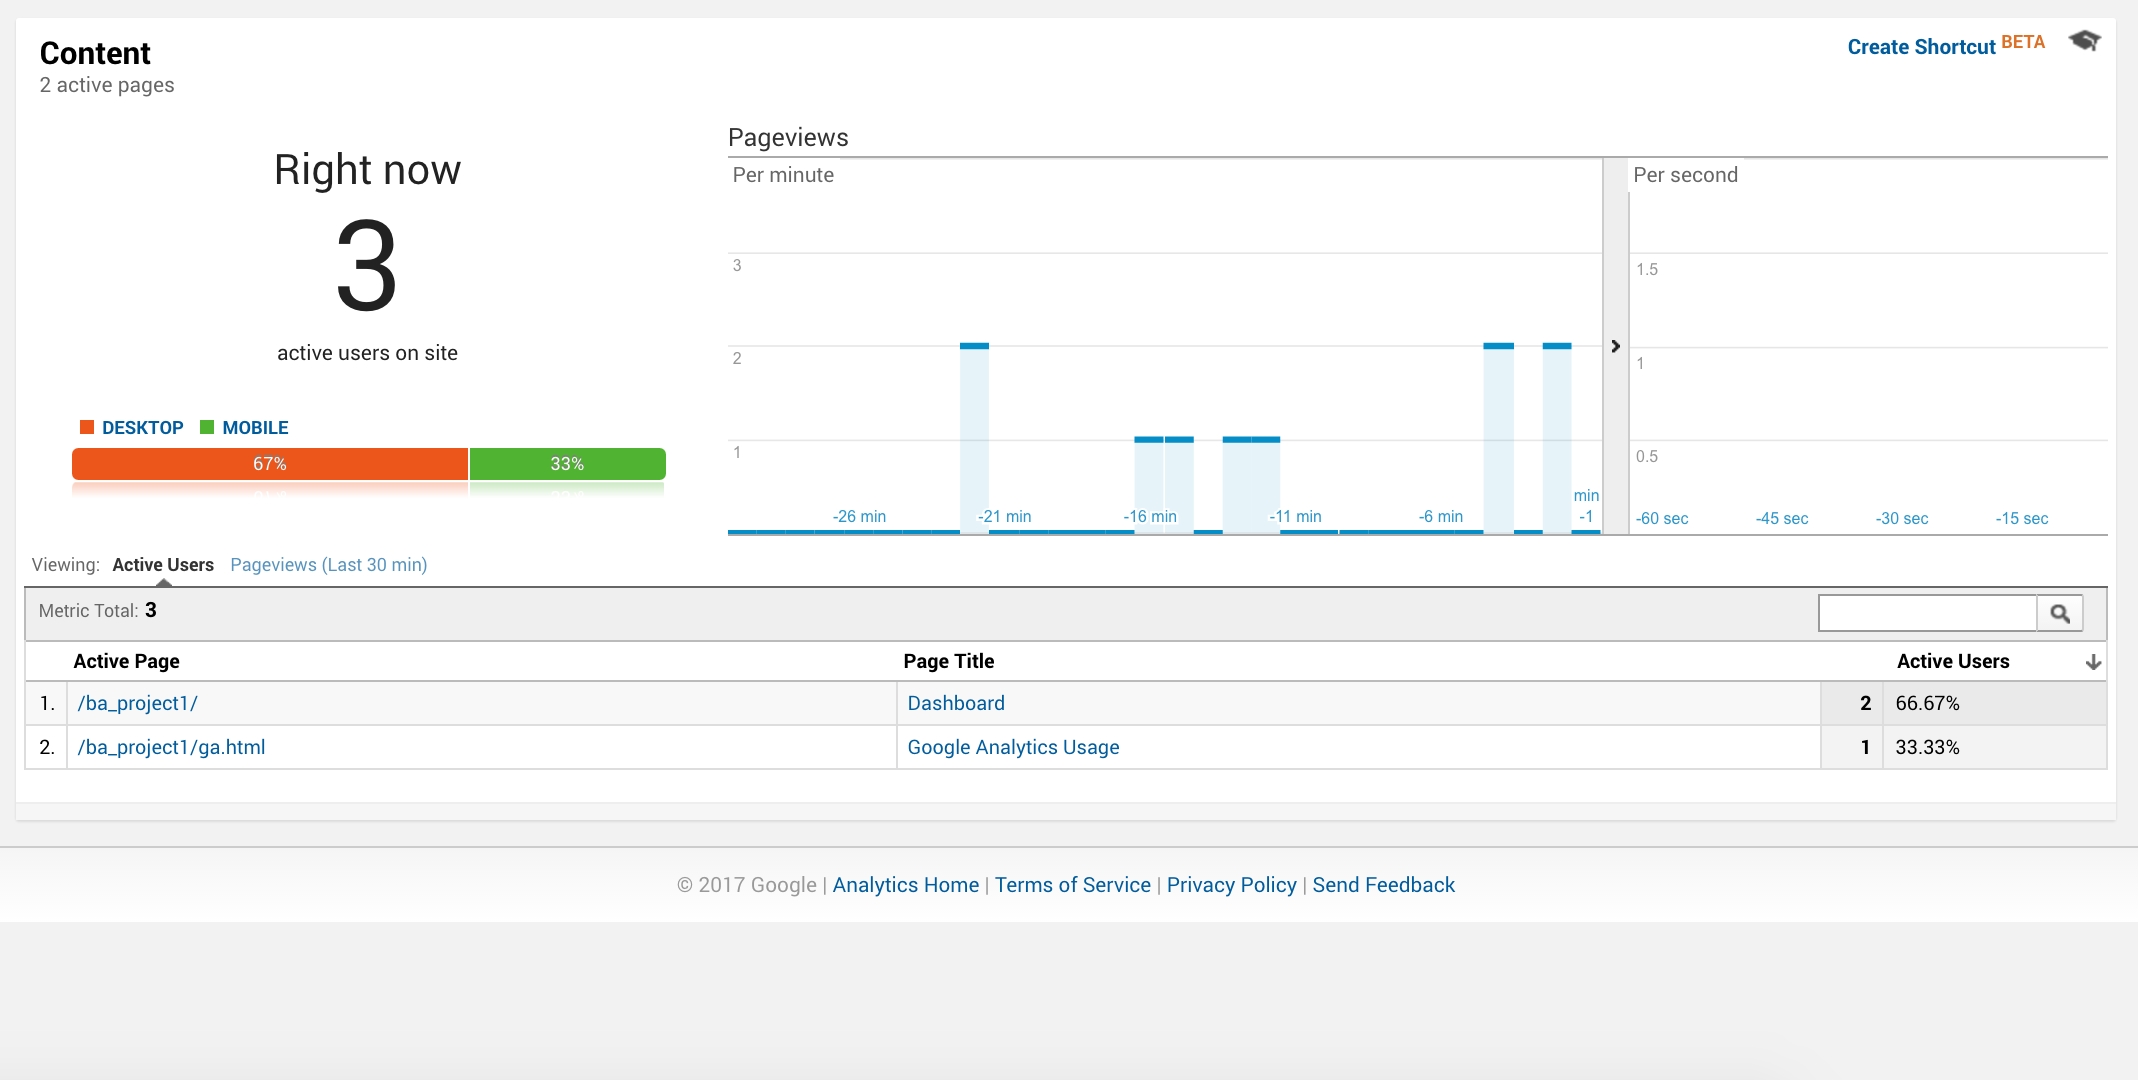 Content
2 active pages
Create Shortcut BETA
Right now
3
active users on site
DESKTOP MOBILE
67% 33%
Pageviews
Per minute
3
2
1
-26 min -21 min -16 min -11 min -6 min min
-1
Per second
1.5
1
0.5
-60 sec -45 sec -30 sec -15 sec
Viewing: Active Users Pageviews (Last 30 min)
Metric Total: 3
Active Page Page Title Active Users
1. /ba_project1/ Dashboard 2 66.67%
2. /ba_project1/ga.html Google Analytics Usage 1 33.33%
© 2017 Google | Analytics Home | Terms of Service | Privacy Policy | Send Feedback